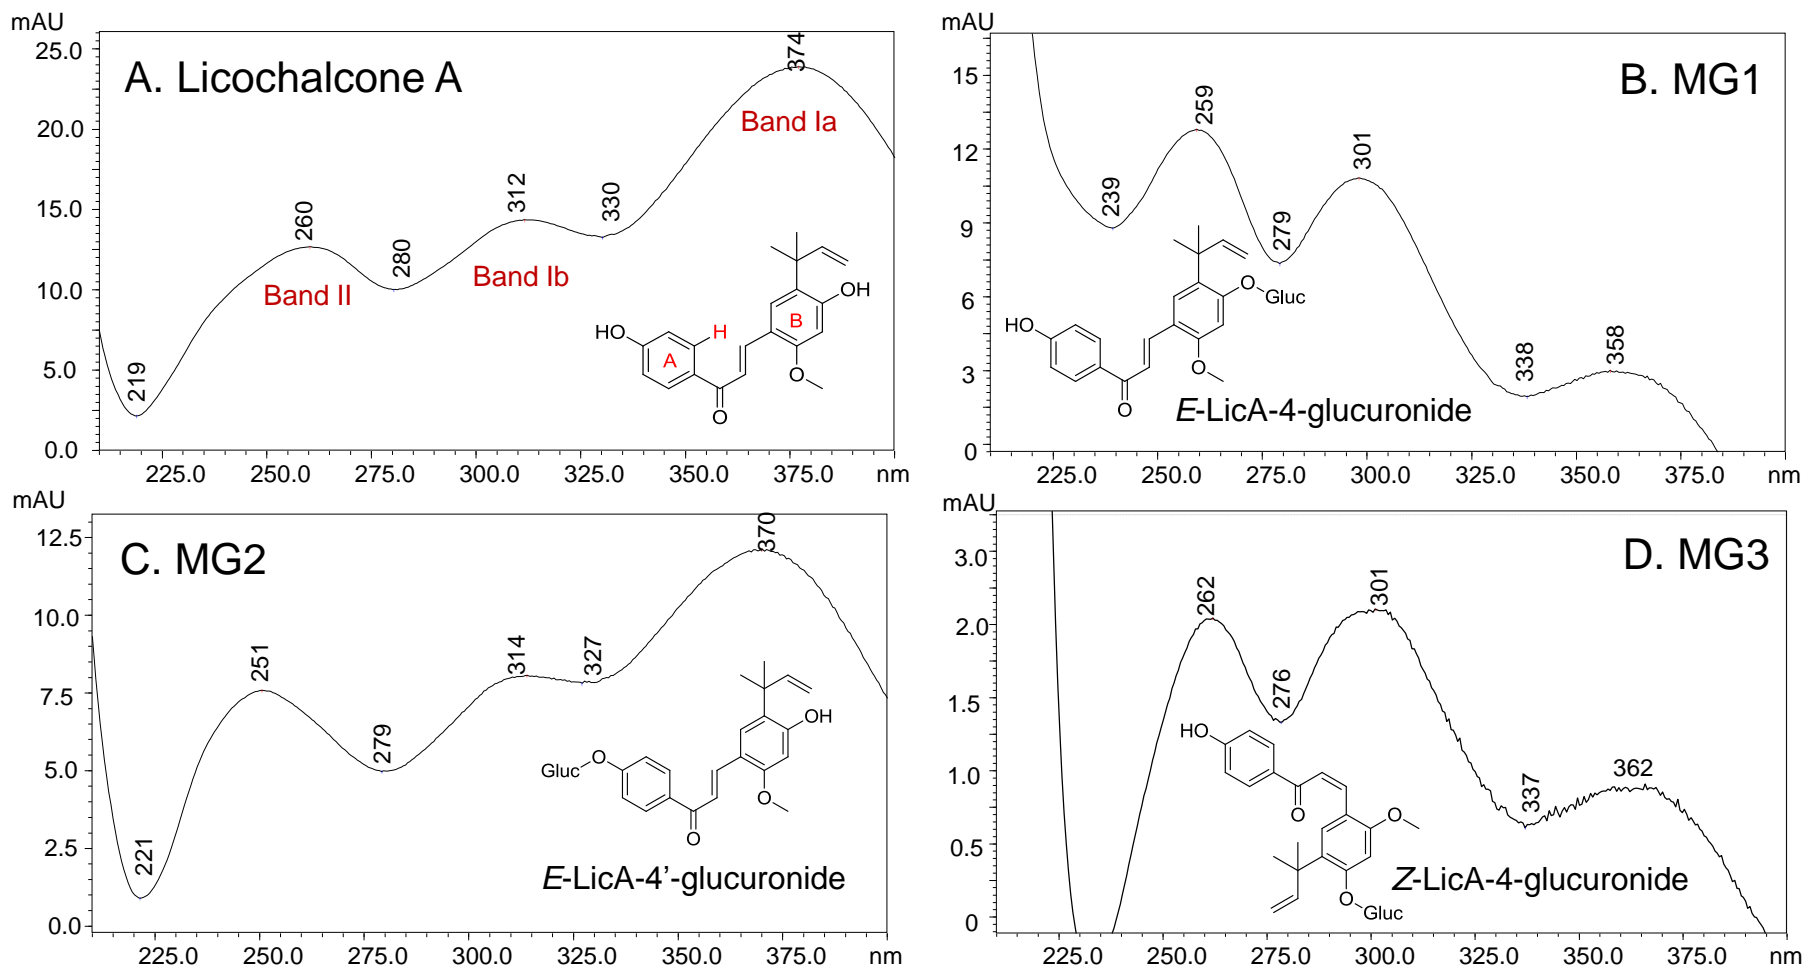 mAU
A. Licochalcone A
25.0
20.0
15.0
10.0
5.0
0.0
219
260
280
312
330
374
Band II
Band Ib
Band Ia
HO
A
H
B
OH
O
O
225.0 250.0 275.0 300.0 325.0 350.0 375.0 nm
mAU
B. MG1
15
12
9
6
3
0
239
259
279
301
338
358
HO
O
O
O
Gluc
E-LicA-4-glucuronide
225.0 250.0 275.0 300.0 325.0 350.0 375.0 nm
mAU
C. MG2
12.5
10.0
7.5
5.0
2.5
0.0
221
251
279
314
327
370
Gluc
O
OH
O
O
E-LicA-4’-glucuronide
225.0 250.0 275.0 300.0 325.0 350.0 375.0 nm
mAU
D. MG3
3.0
2.0
1.5
1.0
0.5
0
262
276
301
337
362
HO
O
O
O
Gluc
Z-LicA-4-glucuronide
225.0 250.0 275.0 300.0 325.0 350.0 375.0 nm